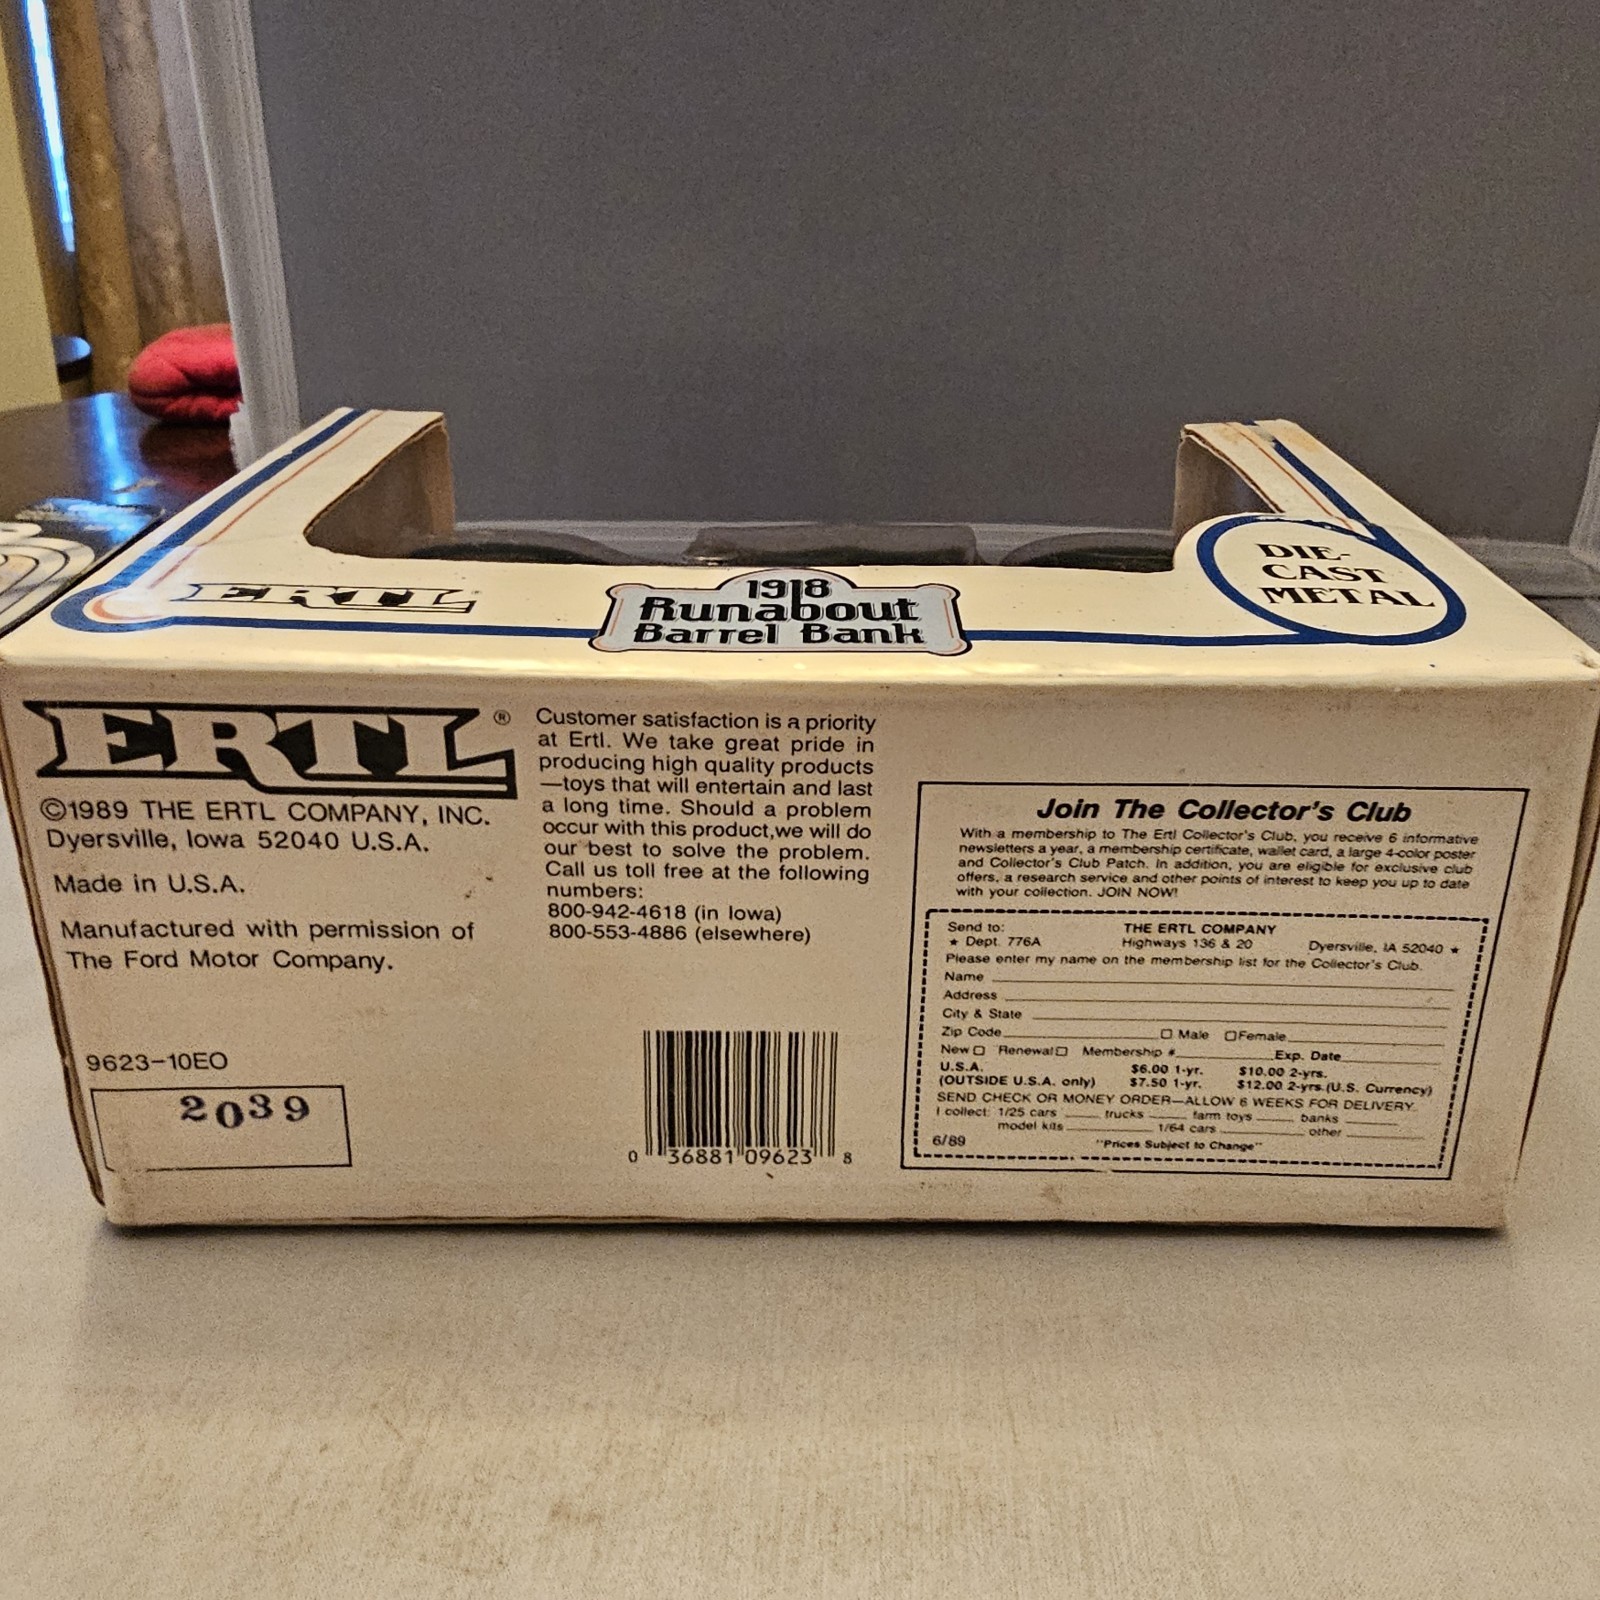 ERTL
1918
Runabout
Barrel Bank
DIE-
CAST
METAL
ERTL®
©1989 THE ERTL COMPANY, INC.
Dyersville, Iowa 52040 U.S.A.
Made in U.S.A.
Manufactured with permission of
The Ford Motor Company.
9623-10EO
2039
Customer satisfaction is a priority
at Ertl. We take great pride in
producing high quality products
—toys that will entertain and last
a long time. Should a problem
occur with this product,we will do
our best to solve the problem.
Call us toll free at the following
numbers:
800-942-4618 (in Iowa)
800-553-4886 (elsewhere)
0 36881 09623 8
Join The Collector's Club
With a membership to The Ertl Collector's Club, you receive 6 informative
newsletters a year, a membership certificate, wallet card, a large 4-color poster
and Collector's Club Patch. In addition, you are eligible for exclusive club
offers, a research service and other points of interest to keep you up to date
with your collection. JOIN NOW!
Send to: THE ERTL COMPANY
★ Dept. 776A Highways 136 & 20 Dyersville, IA 52040 ★
Please enter my name on the membership list for the Collector's Club.
Name
Address
City & State
Zip Code Male Female
New Renewal Membership # Exp. Date
U.S.A. $6.00 1-yr. $10.00 2-yrs.
(OUTSIDE U.S.A. only) $7.50 1-yr. $12.00 2-yrs.(U.S. Currency)
SEND CHECK OR MONEY ORDER—ALLOW 6 WEEKS FOR DELIVERY.
I collect: 1/25 cars trucks farm toys banks
model kits 1/64 cars other
6/89 "Prices Subject to Change"